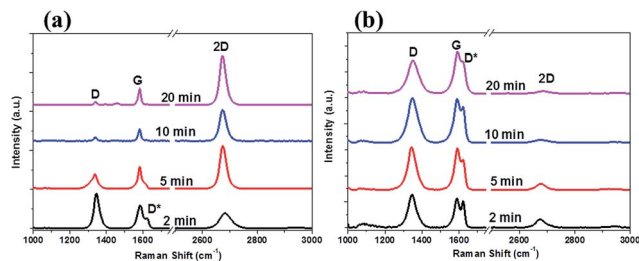 (a)
2D
G
D
20 min
10 min
5 min
D*
2 min
Intensity (a.u.)
1000 1200 1400 1600 2600 2800 3000
Raman Shift (cm⁻¹)
(b)
D
G
D*
2D
20 min
10 min
5 min
2 min
Intensity (a.u.)
1000 1200 1400 1600 2600 2800 3000
Raman Shift (cm⁻¹)